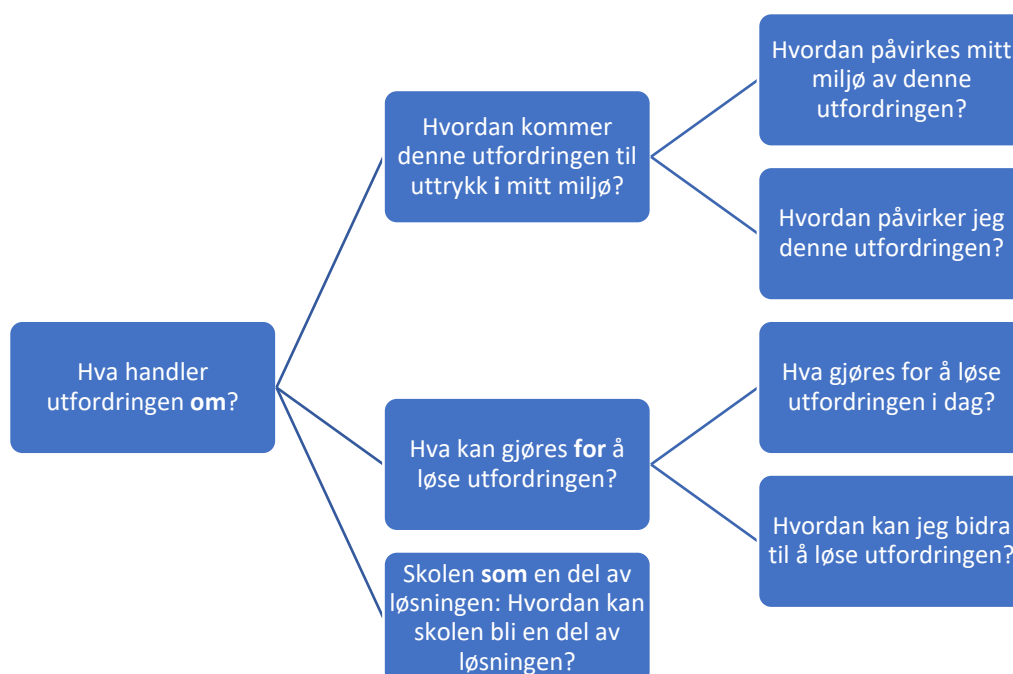 Hva handler
utfordringen om?
Hvordan kommer
denne utfordringen til
uttrykk i mitt miljø?
Hvordan påvirkes mitt
miljø av denne
utfordringen?
Hvordan påvirker jeg
denne utfordringen?
Hva kan gjøres for å
løse utfordringen?
Hva gjøres for å løse
utfordringen i dag?
Hvordan kan jeg bidra
til å løse utfordringen?
Skolen som en del av
løsningen: Hvordan kan
skolen bli en del av
løsningen?